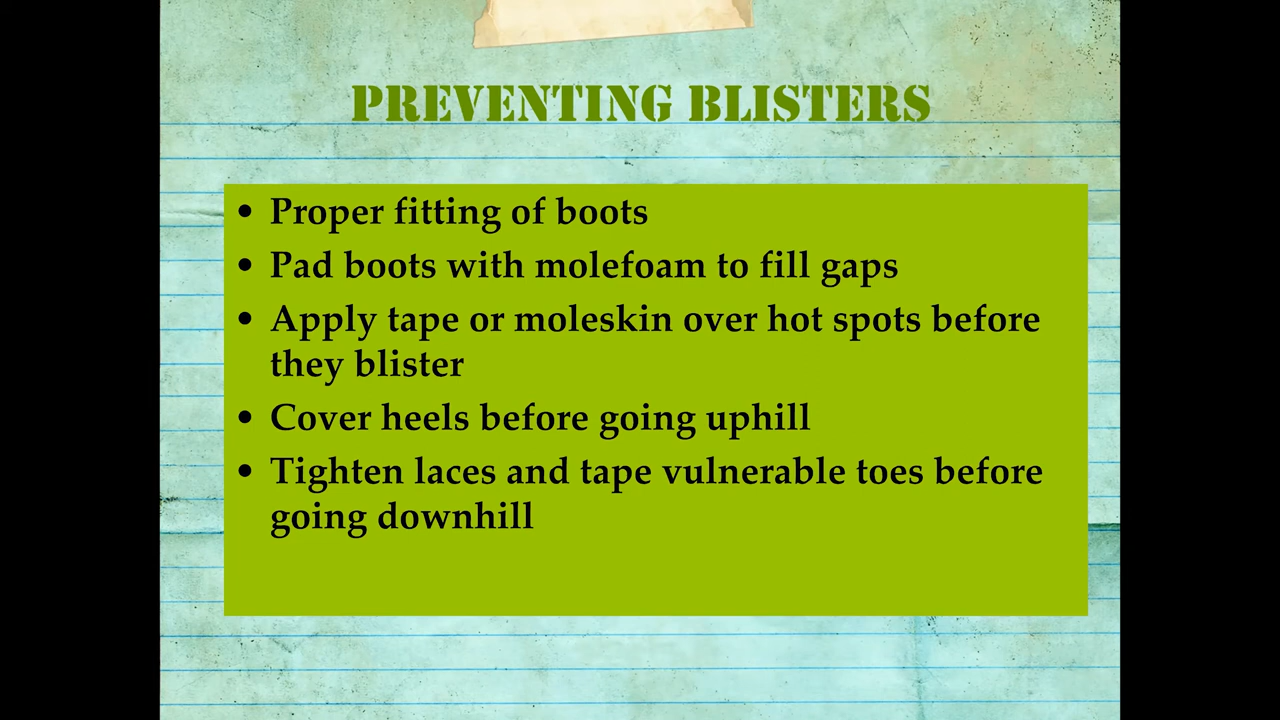 PREVENTING BLISTERS
• Proper fitting of boots
• Pad boots with molefoam to fill gaps
• Apply tape or moleskin over hot spots before
they blister
• Cover heels before going uphill
• Tighten laces and tape vulnerable toes before
going downhill